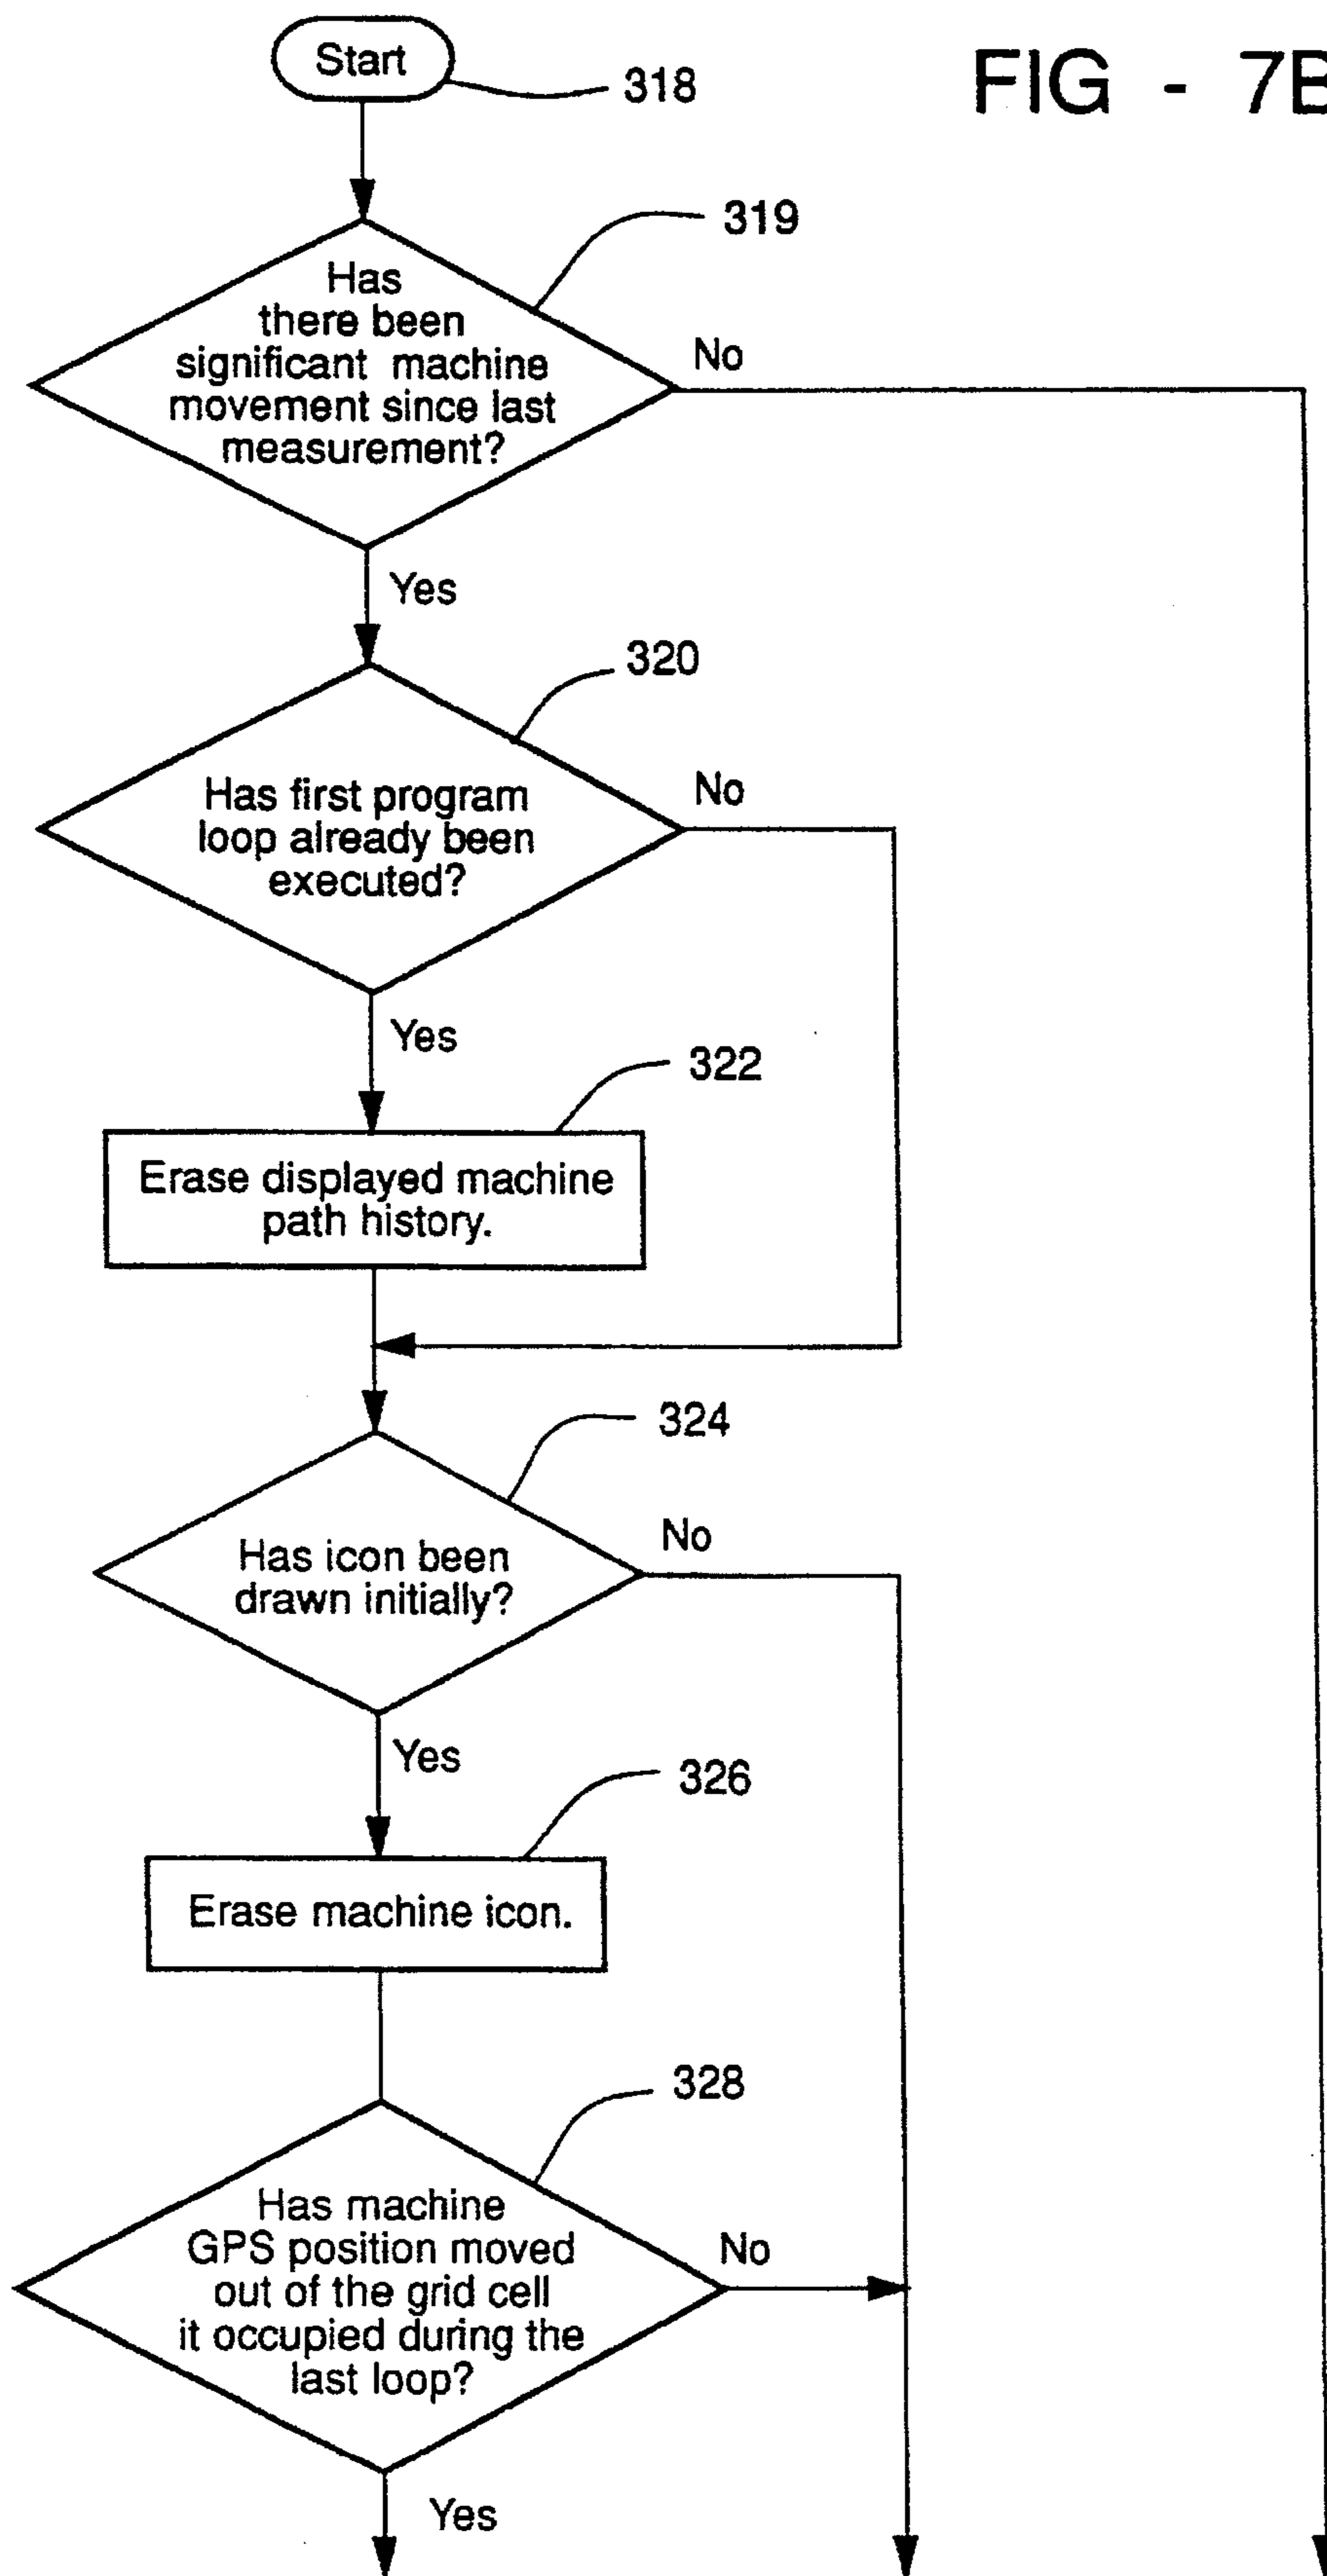 FIG - 7B
Start
318
319
Has
there been
significant machine
movement since last
measurement?
No
Yes
320
Has first program
loop already been
executed?
No
Yes
322
Erase displayed machine
path history.
324
Has icon been
drawn initially?
No
Yes
326
Erase machine icon.
328
Has machine
GPS position moved
out of the grid cell
it occupied during the
last loop?
No
Yes